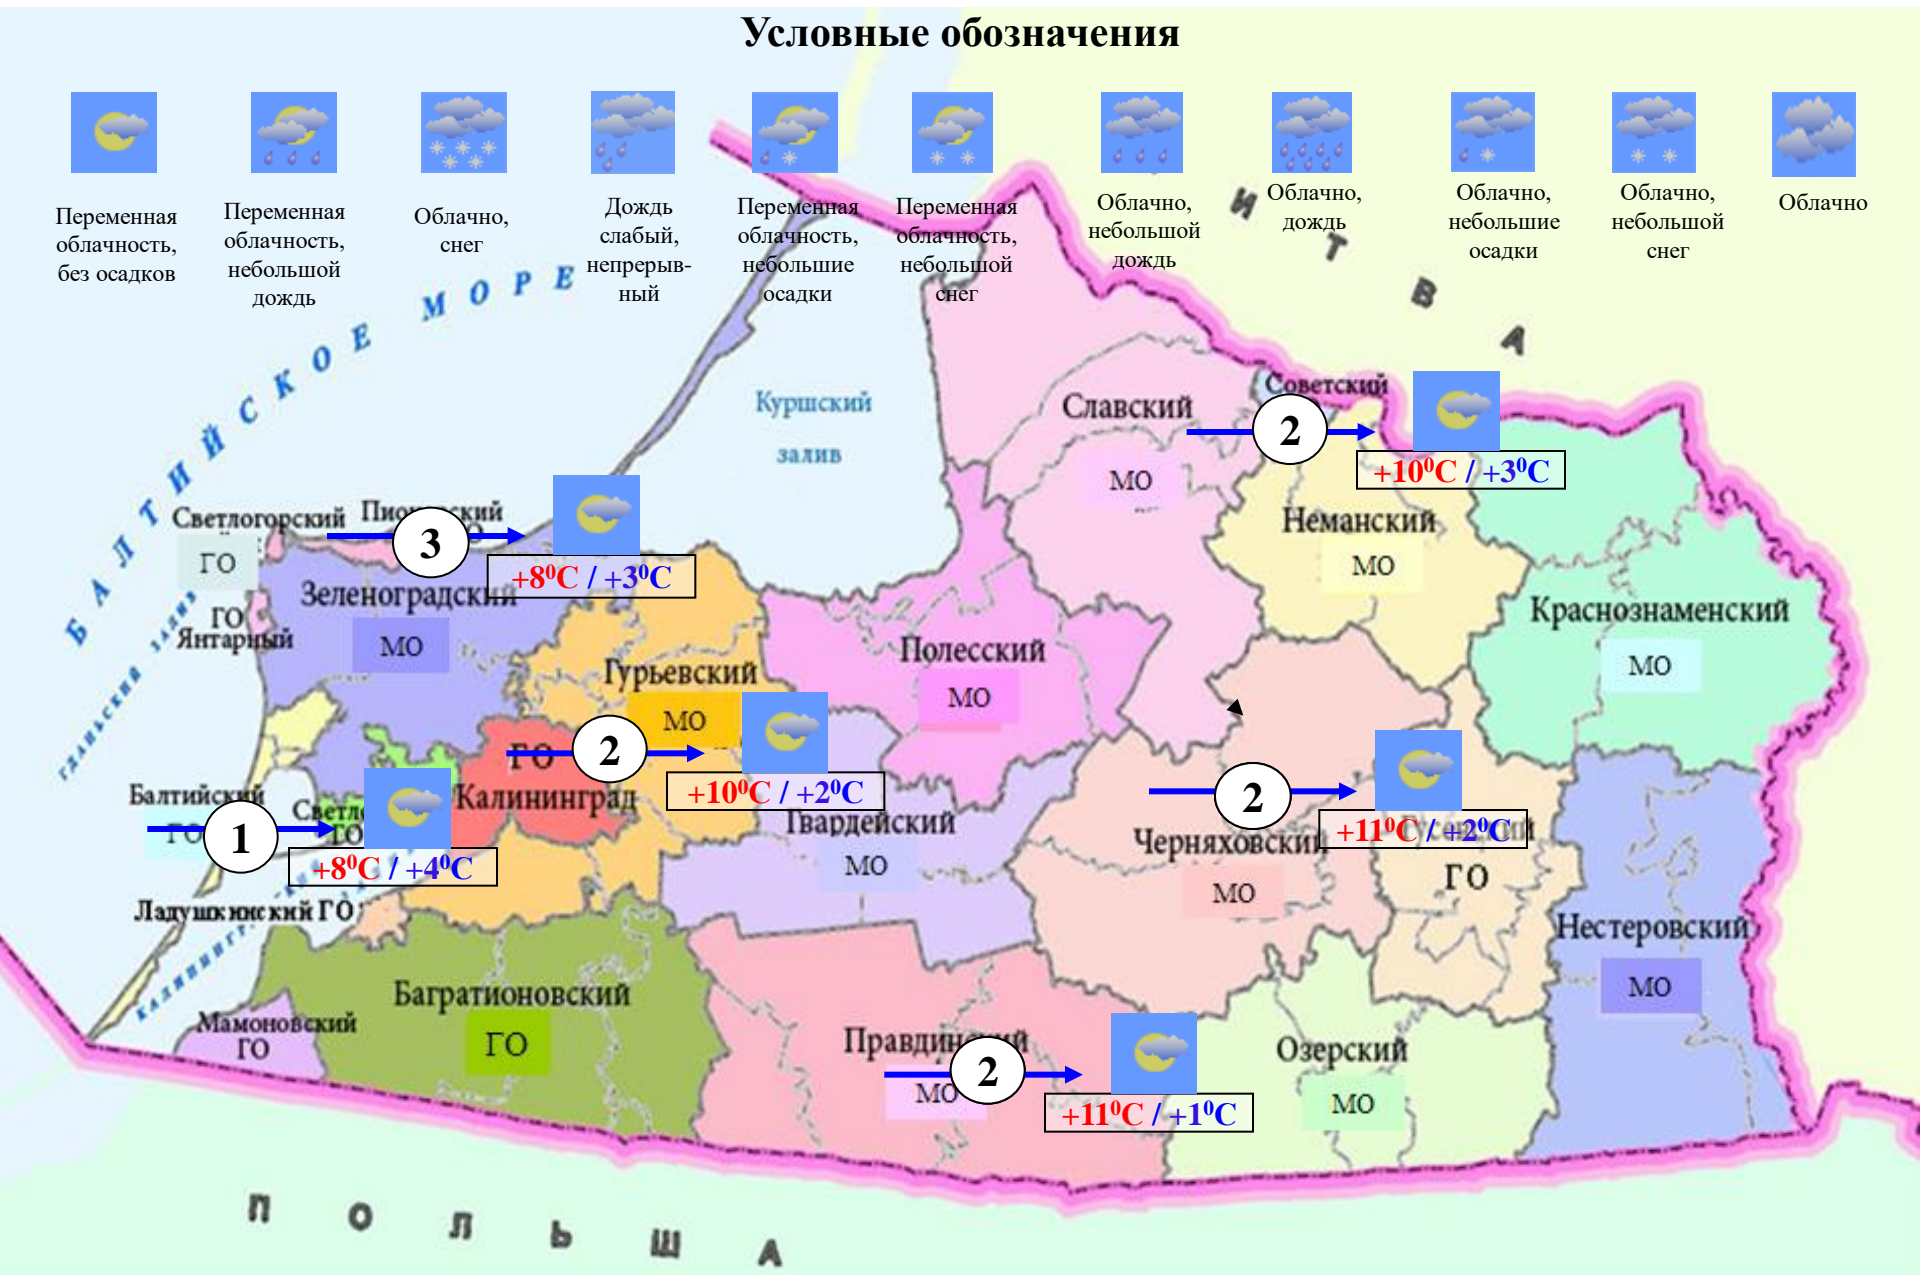 Условные обозначения
Переменная
облачность,
без осадков
Переменная
облачность,
небольшой
дождь
Облачно,
снег
Дождь
слабый,
непрерыв-
ный
Переменная
облачность,
небольшие
осадки
Переменная
облачность,
небольшой
снег
Облачно,
небольшой
дождь
Облачно,
дождь
Облачно,
небольшие
осадки
Облачно,
небольшой
снег
Облачно
И Т В А
БАЛТИЙСКОЕ МОРЕ
Куршский
залив
Славский
МО
Советский
2
+10⁰С / +3⁰С
Неманский
МО
Светлогорский
ГО
3
+8⁰С / +3⁰С
Зеленоградский
МО
ГО
Янтарный
ГДАНЬСКИЙ ЗАЛИВ
Краснознаменский
МО
Полесский
МО
Гурьевский
МО
ГО
2
+10⁰С / +2⁰С
Калининград
Балтийский
ГО
1
ГО
+8⁰С / +4⁰С
Гвардейский
МО
2
+11⁰С / +2⁰С
Черняховский
МО
ГО
Ладушкинский ГО
Нестеровский
МО
Багратионовский
ГО
Мамоновский
ГО
Правдинский
МО
2
+11⁰С / +1⁰С
Озерский
МО
ПОЛЬША